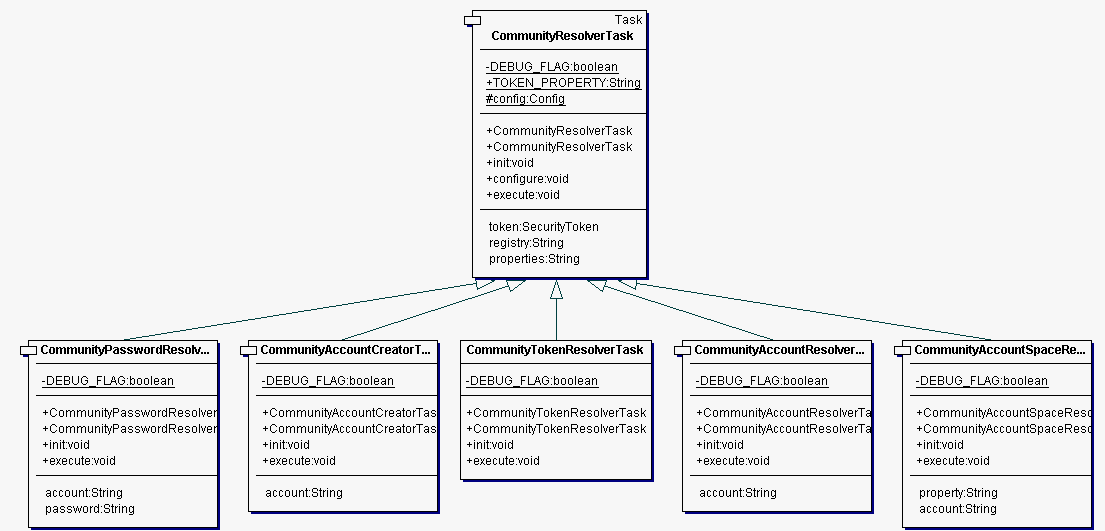 Task
CommunityResolverTask
-DEBUG_FLAG:boolean
+TOKEN_PROPERTY:String
#config:Config
+CommunityResolverTask
+CommunityResolverTask
+init:void
+configure:void
+execute:void
token:SecurityToken
registry:String
properties:String
CommunityPasswordResolv...
-DEBUG_FLAG:boolean
+CommunityPasswordResolver
+CommunityPasswordResolver
+init:void
+execute:void
account:String
password:String
CommunityAccountCreatorT...
-DEBUG_FLAG:boolean
+CommunityAccountCreatorTas
+CommunityAccountCreatorTas
+init:void
+execute:void
account:String
CommunityTokenResolverTask
-DEBUG_FLAG:boolean
+CommunityTokenResolverTask
+CommunityTokenResolverTask
+init:void
+execute:void
CommunityAccountResolver...
-DEBUG_FLAG:boolean
+CommunityAccountResolverTa
+CommunityAccountResolverTa
+init:void
+execute:void
account:String
CommunityAccountSpaceRe...
-DEBUG_FLAG:boolean
+CommunityAccountSpaceReso
+CommunityAccountSpaceReso
+init:void
+execute:void
property:String
account:String